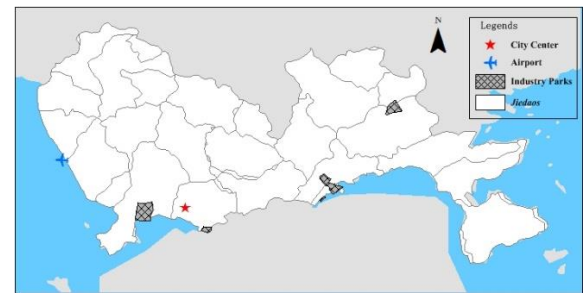 N
Legends
City Center
Airport
Industry Parks
Jiedaos